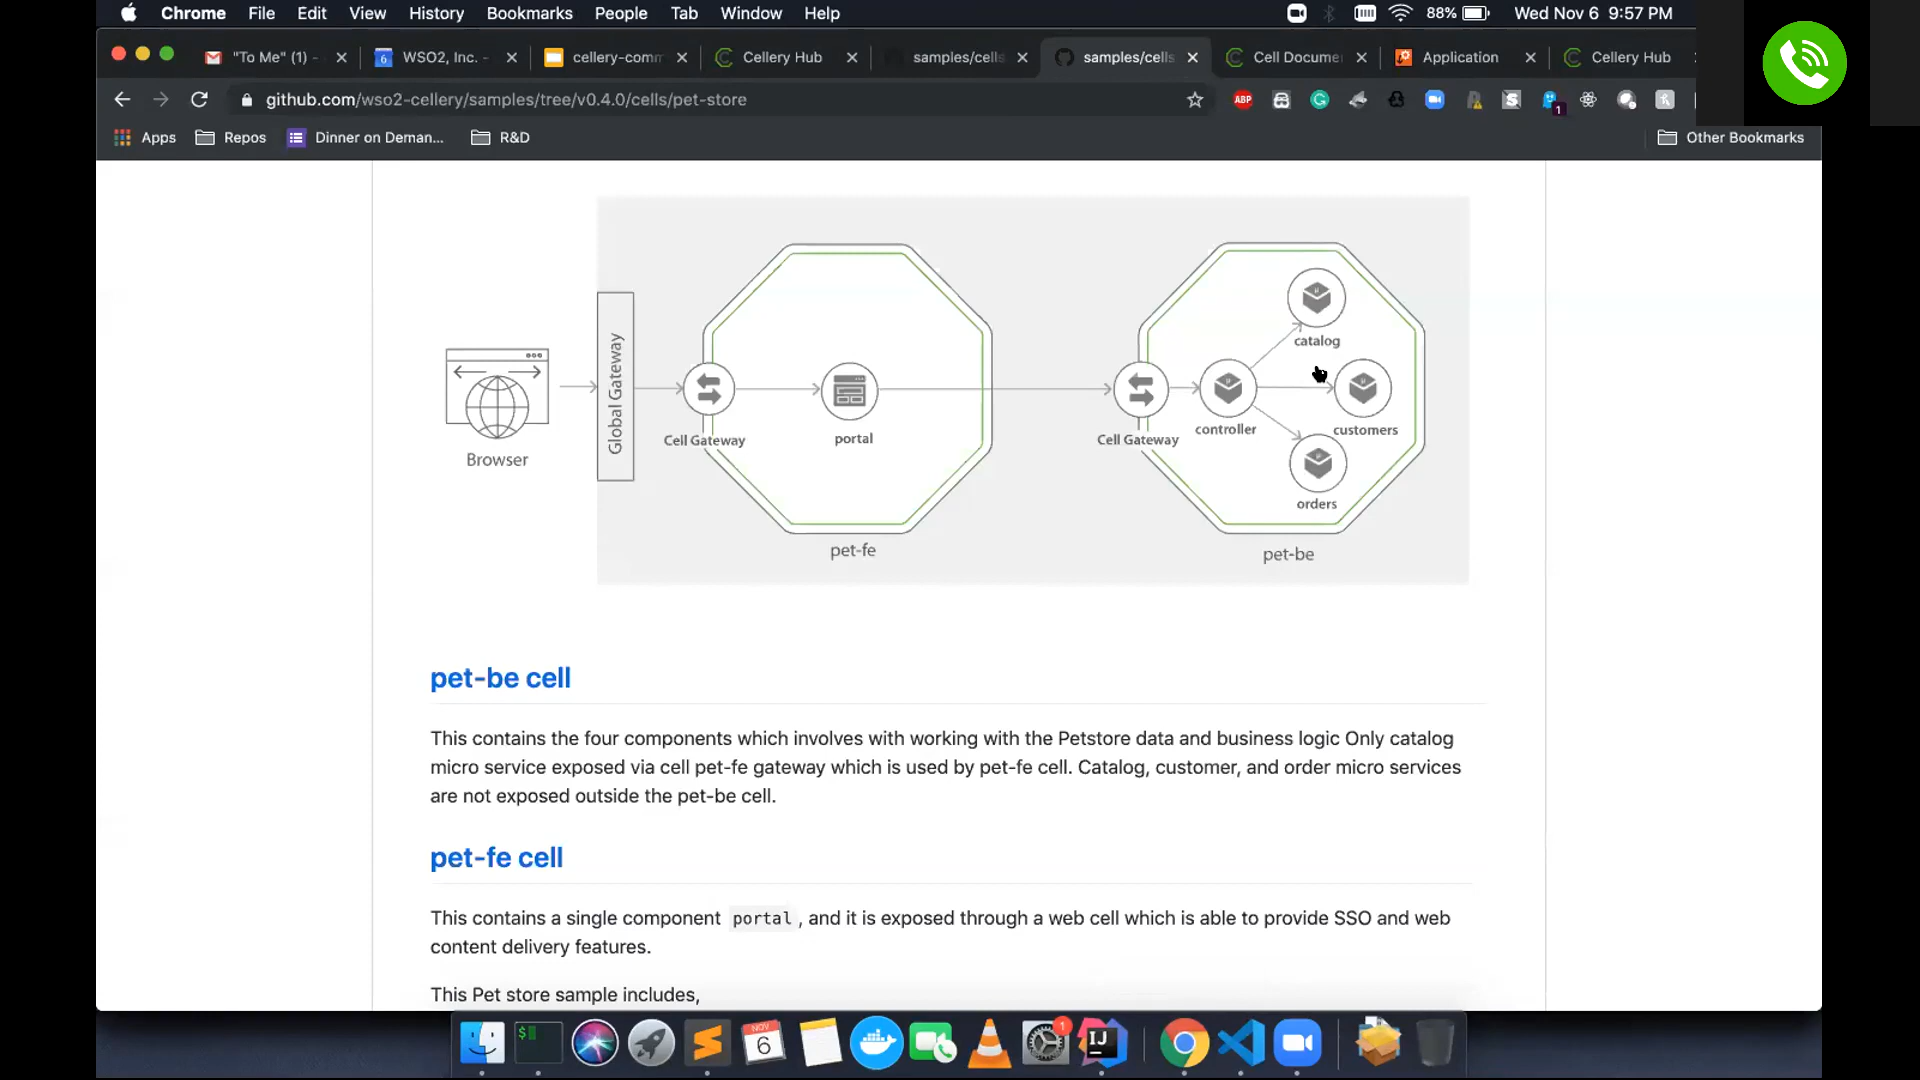 Chrome File Edit View History Bookmarks People Tab Window Help 88% Wed Nov 6 9:57 PM
"To Me" (1) - WSO2, Inc. - cellery-comm Cellery Hub samples/cells samples/cells Cell Docume Application Cellery Hub
github.com/wso2-cellery/samples/tree/v0.4.0/cells/pet-store ABP 1
Apps Repos Dinner on Deman... R&D Other Bookmarks
Global Gateway
Browser
Cell Gateway
portal
pet-fe
Cell Gateway
controller
catalog
customers
orders
pet-be
pet-be cell
This contains the four components which involves with working with the Petstore data and business logic Only catalog
micro service exposed via cell pet-fe gateway which is used by pet-fe cell. Catalog, customer, and order micro services
are not exposed outside the pet-be cell.
pet-fe cell
This contains a single component portal , and it is exposed through a web cell which is able to provide SSO and web
content delivery features.
This Pet store sample includes,
$ NOV 6 1 IJ